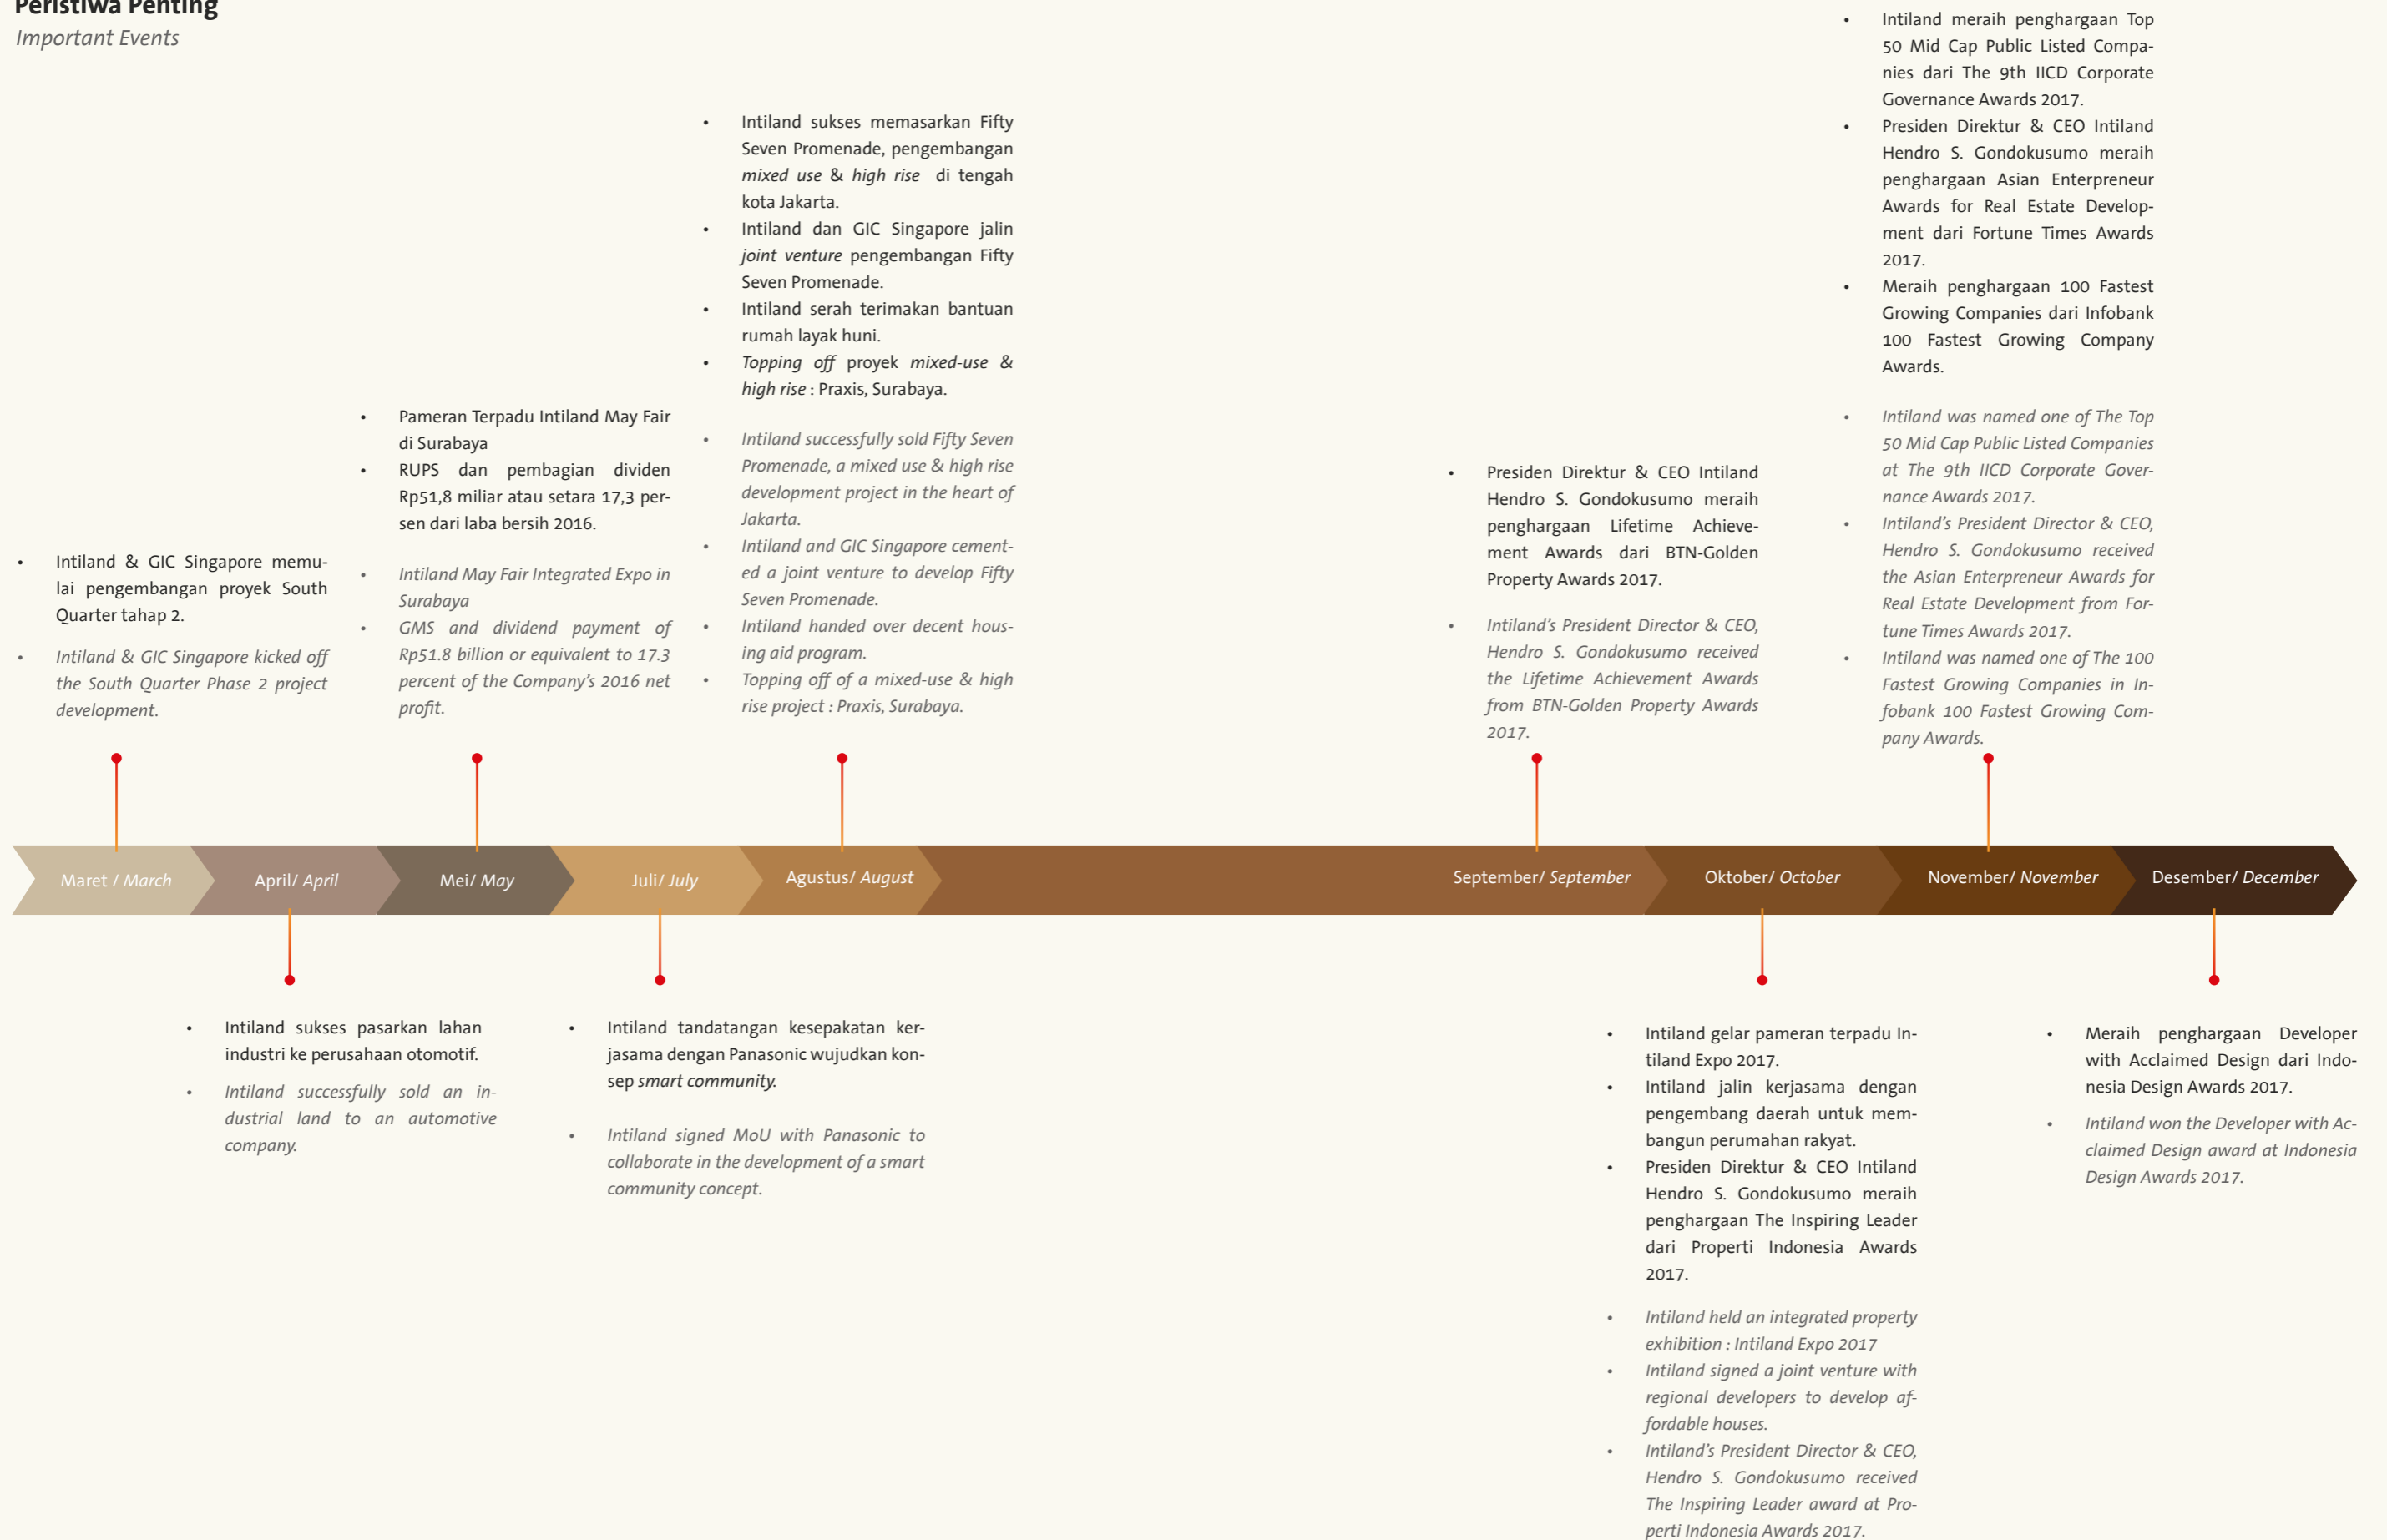 Peristiwa Penting
Important Events
• Intiland & GIC Singapore memu-
lai pengembangan proyek South
Quarter tahap 2.
• Intiland & GIC Singapore kicked off
the South Quarter Phase 2 project
development.
• Pameran Terpadu Intiland May Fair
di Surabaya
• RUPS dan pembagian dividen
Rp51,8 miliar atau setara 17,3 per-
sen dari laba bersih 2016.
• Intiland May Fair Integrated Expo in
Surabaya
• GMS and dividend payment of
Rp51.8 billion or equivalent to 17.3
percent of the Company's 2016 net
profit.
• Intiland sukses memasarkan Fifty
Seven Promenade, pengembangan
mixed use & high rise di tengah
kota Jakarta.
• Intiland dan GIC Singapore jalin
joint venture pengembangan Fifty
Seven Promenade.
• Intiland serah terimakan bantuan
rumah layak huni.
• Topping off proyek mixed-use &
high rise : Praxis, Surabaya.
• Intiland successfully sold Fifty Seven
Promenade, a mixed use & high rise
development project in the heart of
Jakarta.
• Intiland and GIC Singapore cement-
ed a joint venture to develop Fifty
Seven Promenade.
• Intiland handed over decent hous-
ing aid program.
• Topping off of a mixed-use & high
rise project : Praxis, Surabaya.
• Presiden Direktur & CEO Intiland
Hendro S. Gondokusumo meraih
penghargaan Lifetime Achieve-
ment Awards dari BTN-Golden
Property Awards 2017.
• Intiland's President Director & CEO,
Hendro S. Gondokusumo received
the Lifetime Achievement Awards
from BTN-Golden Property Awards
2017.
• Intiland meraih penghargaan Top
50 Mid Cap Public Listed Compa-
nies dari The 9th IICD Corporate
Governance Awards 2017.
• Presiden Direktur & CEO Intiland
Hendro S. Gondokusumo meraih
penghargaan Asian Enterpreneur
Awards for Real Estate Develop-
ment dari Fortune Times Awards
2017.
• Meraih penghargaan 100 Fastest
Growing Companies dari Infobank
100 Fastest Growing Company
Awards.
• Intiland was named one of The Top
50 Mid Cap Public Listed Companies
at The 9th IICD Corporate Gover-
nance Awards 2017.
• Intiland's President Director & CEO,
Hendro S. Gondokusumo received
the Asian Enterpreneur Awards for
Real Estate Development from For-
tune Times Awards 2017.
• Intiland was named one of The 100
Fastest Growing Companies in In-
fobank 100 Fastest Growing Com-
pany Awards.
Maret / March
April/ April
Mei/ May
Juli/ July
Agustus/ August
September/ September
Oktober/ October
November/ November
Desember/ December
• Intiland sukses pasarkan lahan
industri ke perusahaan otomotif.
• Intiland successfully sold an in-
dustrial land to an automotive
company.
• Intiland tandatangan kesepakatan ker-
jasama dengan Panasonic wujudkan kon-
sep smart community.
• Intiland signed MoU with Panasonic to
collaborate in the development of a smart
community concept.
• Intiland gelar pameran terpadu In-
tiland Expo 2017.
• Intiland jalin kerjasama dengan
pengembang daerah untuk mem-
bangun perumahan rakyat.
• Presiden Direktur & CEO Intiland
Hendro S. Gondokusumo meraih
penghargaan The Inspiring Leader
dari Properti Indonesia Awards
2017.
• Intiland held an integrated property
exhibition : Intiland Expo 2017
• Intiland signed a joint venture with
regional developers to develop af-
fordable houses.
• Intiland's President Director & CEO,
Hendro S. Gondokusumo received
The Inspiring Leader award at Pro-
perti Indonesia Awards 2017.
• Meraih penghargaan Developer
with Acclaimed Design dari Indo-
nesia Design Awards 2017.
• Intiland won the Developer with Ac-
claimed Design award at Indonesia
Design Awards 2017.